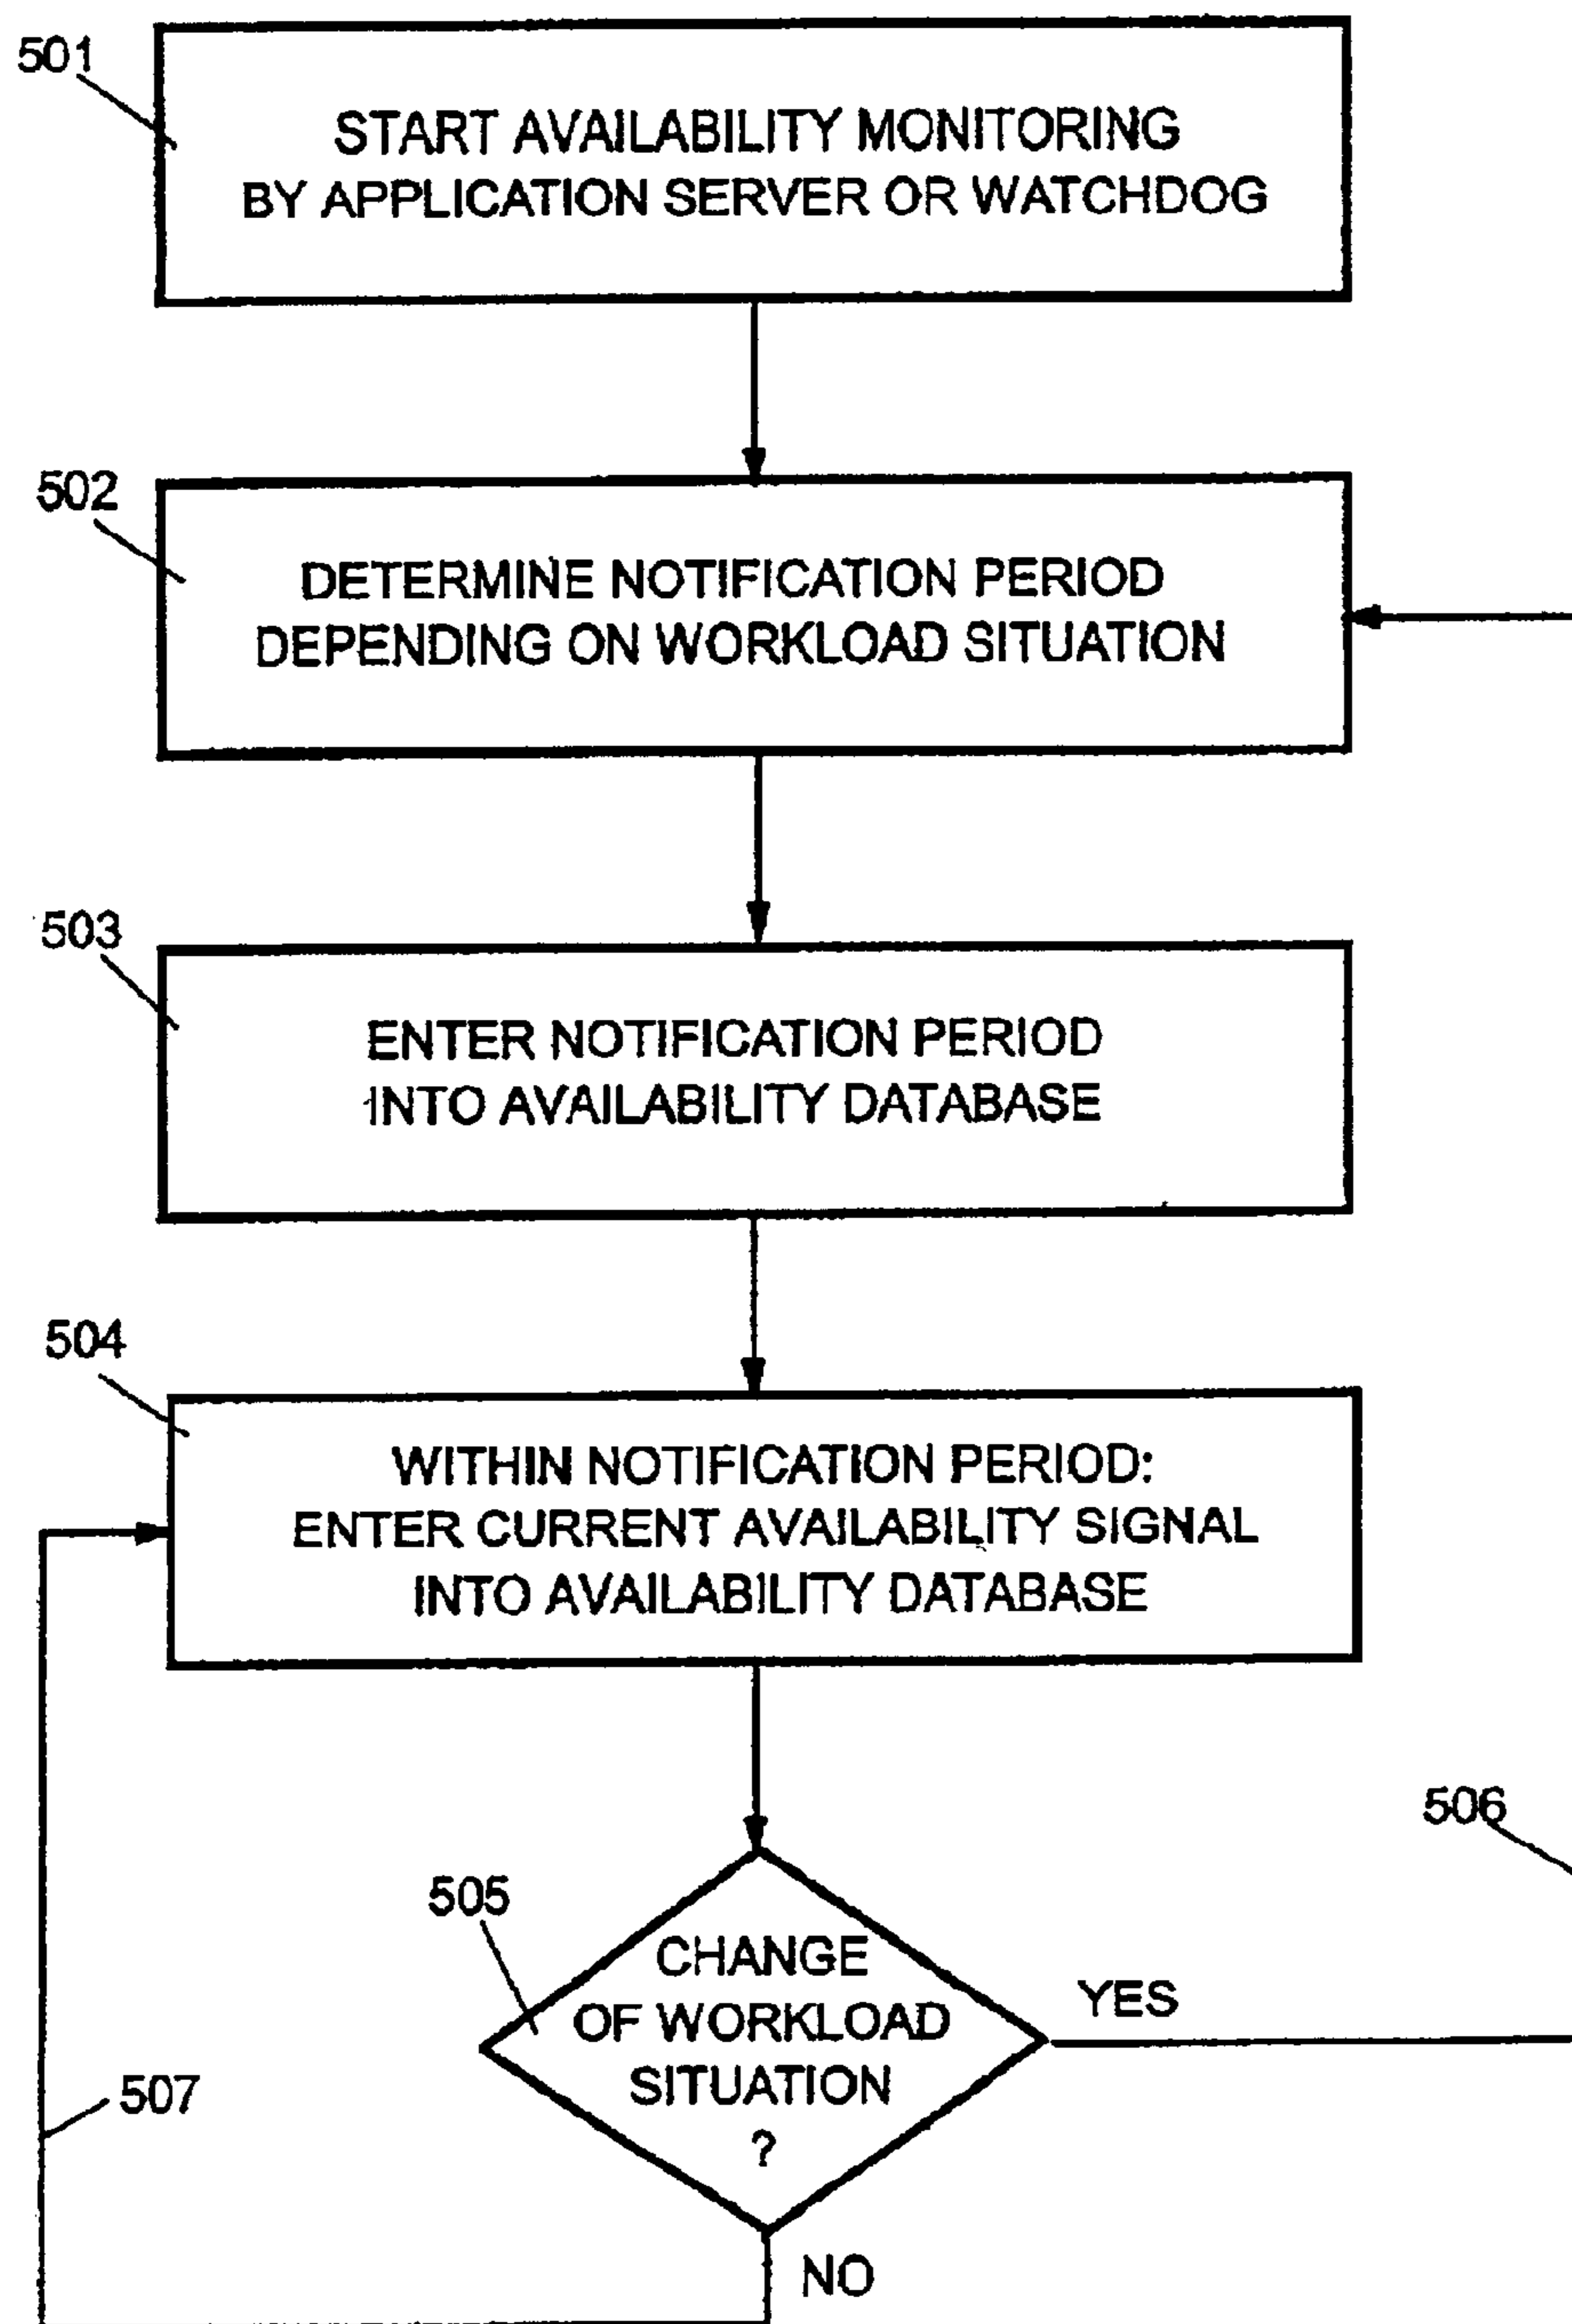 501
START AVAILABILITY MONITORING
BY APPLICATION SERVER OR WATCHDOG
502
DETERMINE NOTIFICATION PERIOD
DEPENDING ON WORKLOAD SITUATION
503
ENTER NOTIFICATION PERIOD
INTO AVAILABILITY DATABASE
504
WITHIN NOTIFICATION PERIOD:
ENTER CURRENT AVAILABILITY SIGNAL
INTO AVAILABILITY DATABASE
506
505
CHANGE
OF WORKLOAD
SITUATION
?
YES
507
NO